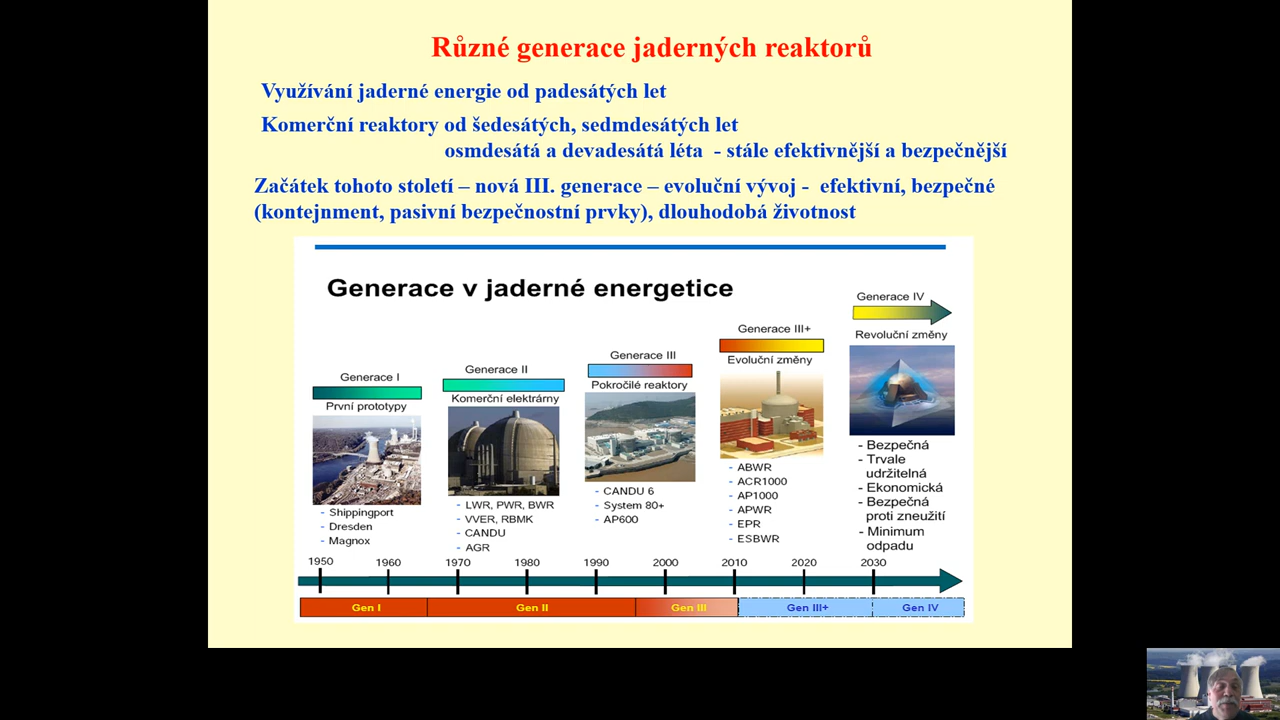 Různé generace jaderných reaktorů
Využívání jaderné energie od padesátých let
Komerční reaktory od šedesátých, sedmdesátých let
osmdesátá a devadesátá léta - stále efektivnější a bezpečnější
Začátek tohoto století – nová III. generace – evoluční vývoj - efektivní, bezpečné
(kontejnment, pasivní bezpečnostní prvky), dlouhodobá životnost
Generace v jaderné energetice
Generace I
První prototypy
- Shippingport
- Dresden
- Magnox
Generace II
Komerční elektrárny
- LWR, PWR, BWR
- VVER, RBMK
- CANDU
- AGR
Generace III
Pokročilé reaktory
- CANDU 6
- System 80+
- AP600
Generace III+
Evoluční změny
- ABWR
- ACR1000
- AP1000
- APWR
- EPR
- ESBWR
Generace IV
Revoluční změny
- Bezpečná
- Trvale
udržitelná
- Ekonomická
- Bezpečná
proti zneužití
- Minimum
odpadu
1950 1960 1970 1980 1990 2000 2010 2020 2030
Gen I Gen II Gen III Gen III+ Gen IV